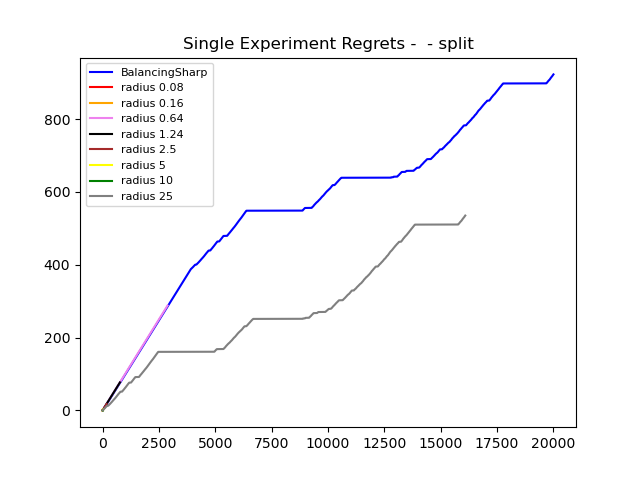 Single Experiment Regrets -  - split
BalancingSharp
radius 0.08
radius 0.16
radius 0.64
radius 1.24
radius 2.5
radius 5
radius 10
radius 25
800
600
400
200
0
0 2500 5000 7500 10000 12500 15000 17500 20000